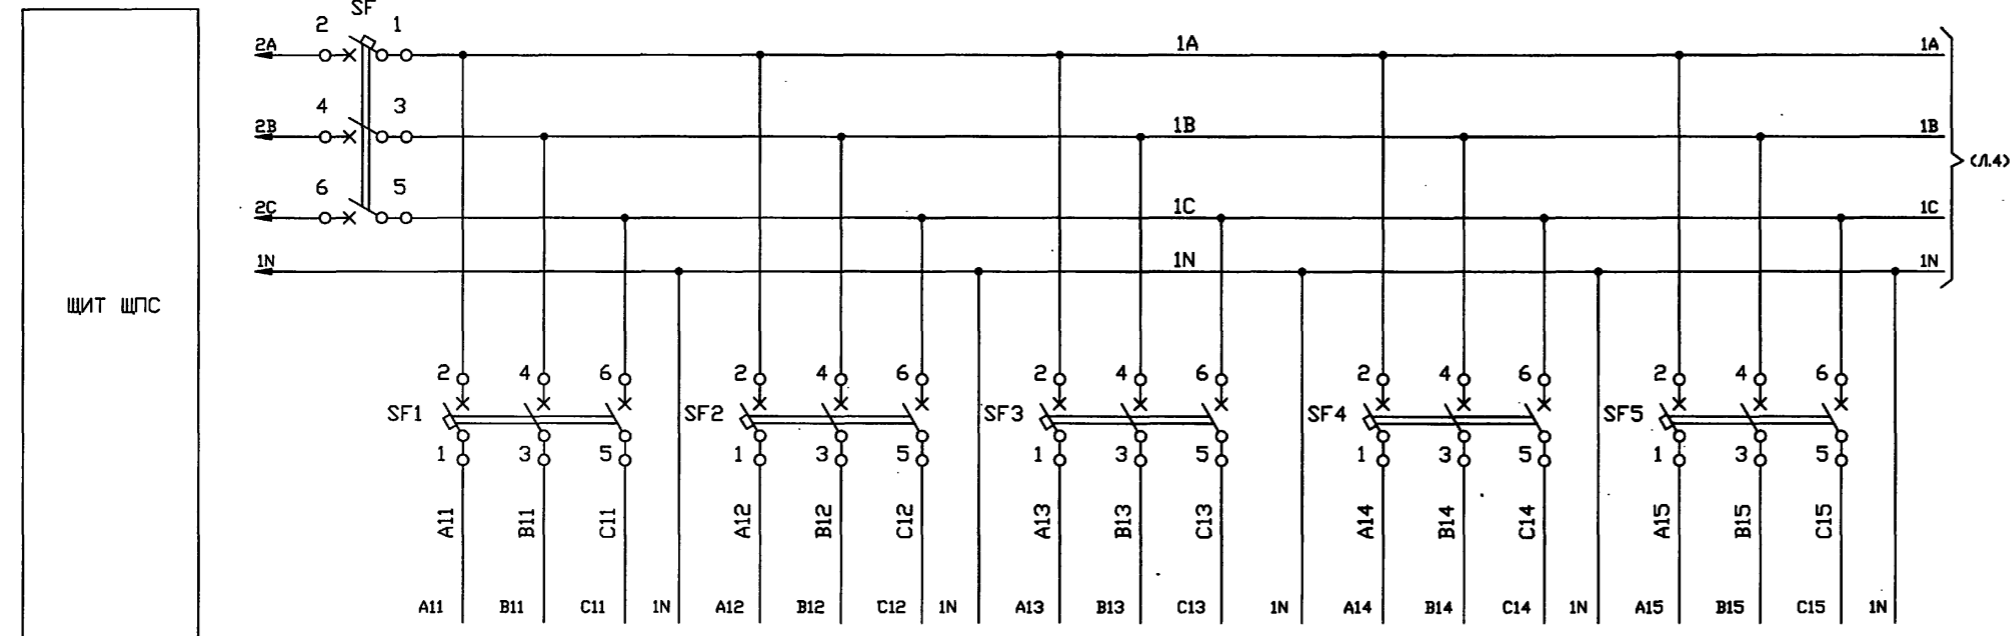 SF
2 1
2A 1A 1A
4 3
2B 1B 1B
(Л.4)
6 5
2C 1C 1C
1N 1N 1N
ЩИТ ЩПС
2 4 6 2 4 6 2 4 6 2 4 6 2 4 6
SF1 SF2 SF3 SF4 SF5
1 3 5 1 3 5 1 3 5 1 3 5 1 3 5
A11 B11 C11 A12 B12 C12 A13 B13 C13 A14 B14 C14 A15 B15 C15
A11 B11 C11 1N A12 B12 C12 1N A13 B13 C13 1N A14 B14 C14 1N A15 B15 C15 1N